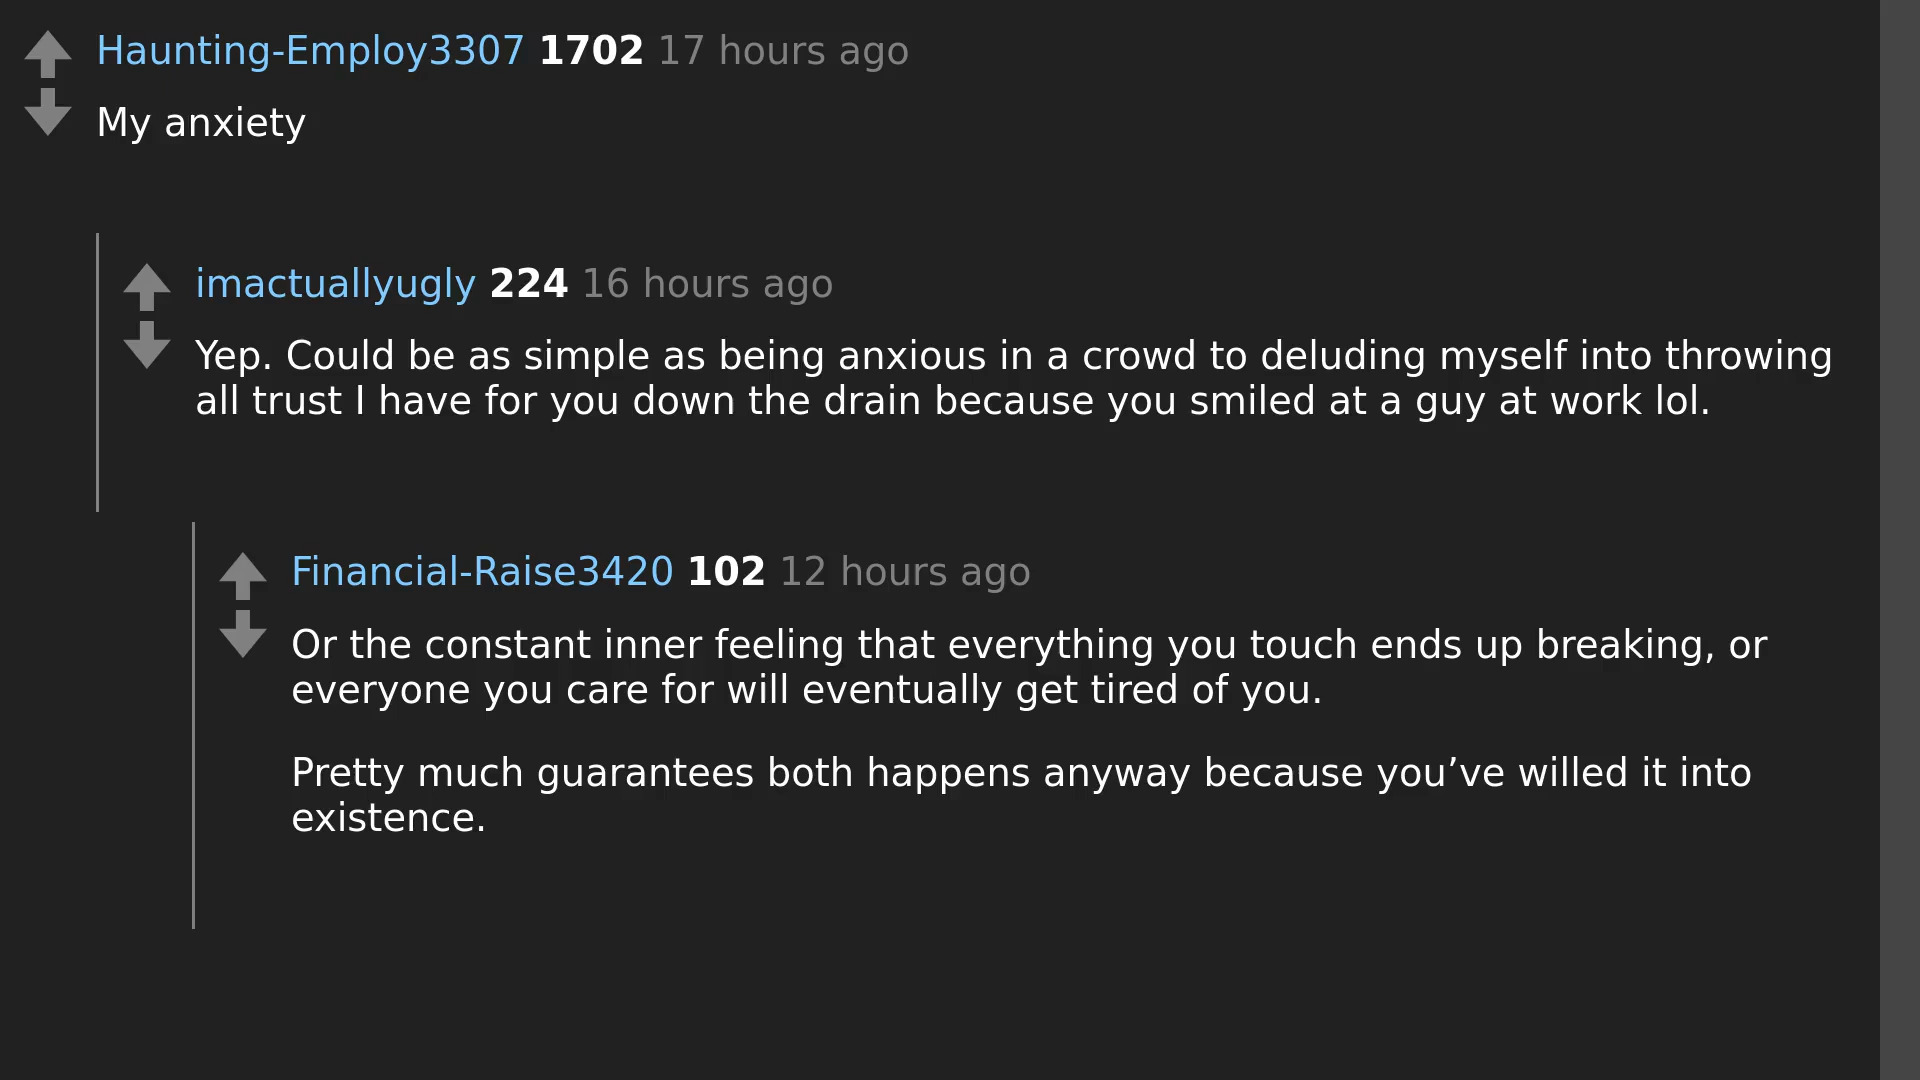 Haunting-Employ3307 1702 17 hours ago
My anxiety
imactuallyugly 224 16 hours ago
Yep. Could be as simple as being anxious in a crowd to deluding myself into throwing
all trust I have for you down the drain because you smiled at a guy at work lol.
Financial-Raise3420 102 12 hours ago
Or the constant inner feeling that everything you touch ends up breaking, or
everyone you care for will eventually get tired of you.
Pretty much guarantees both happens anyway because you’ve willed it into
existence.